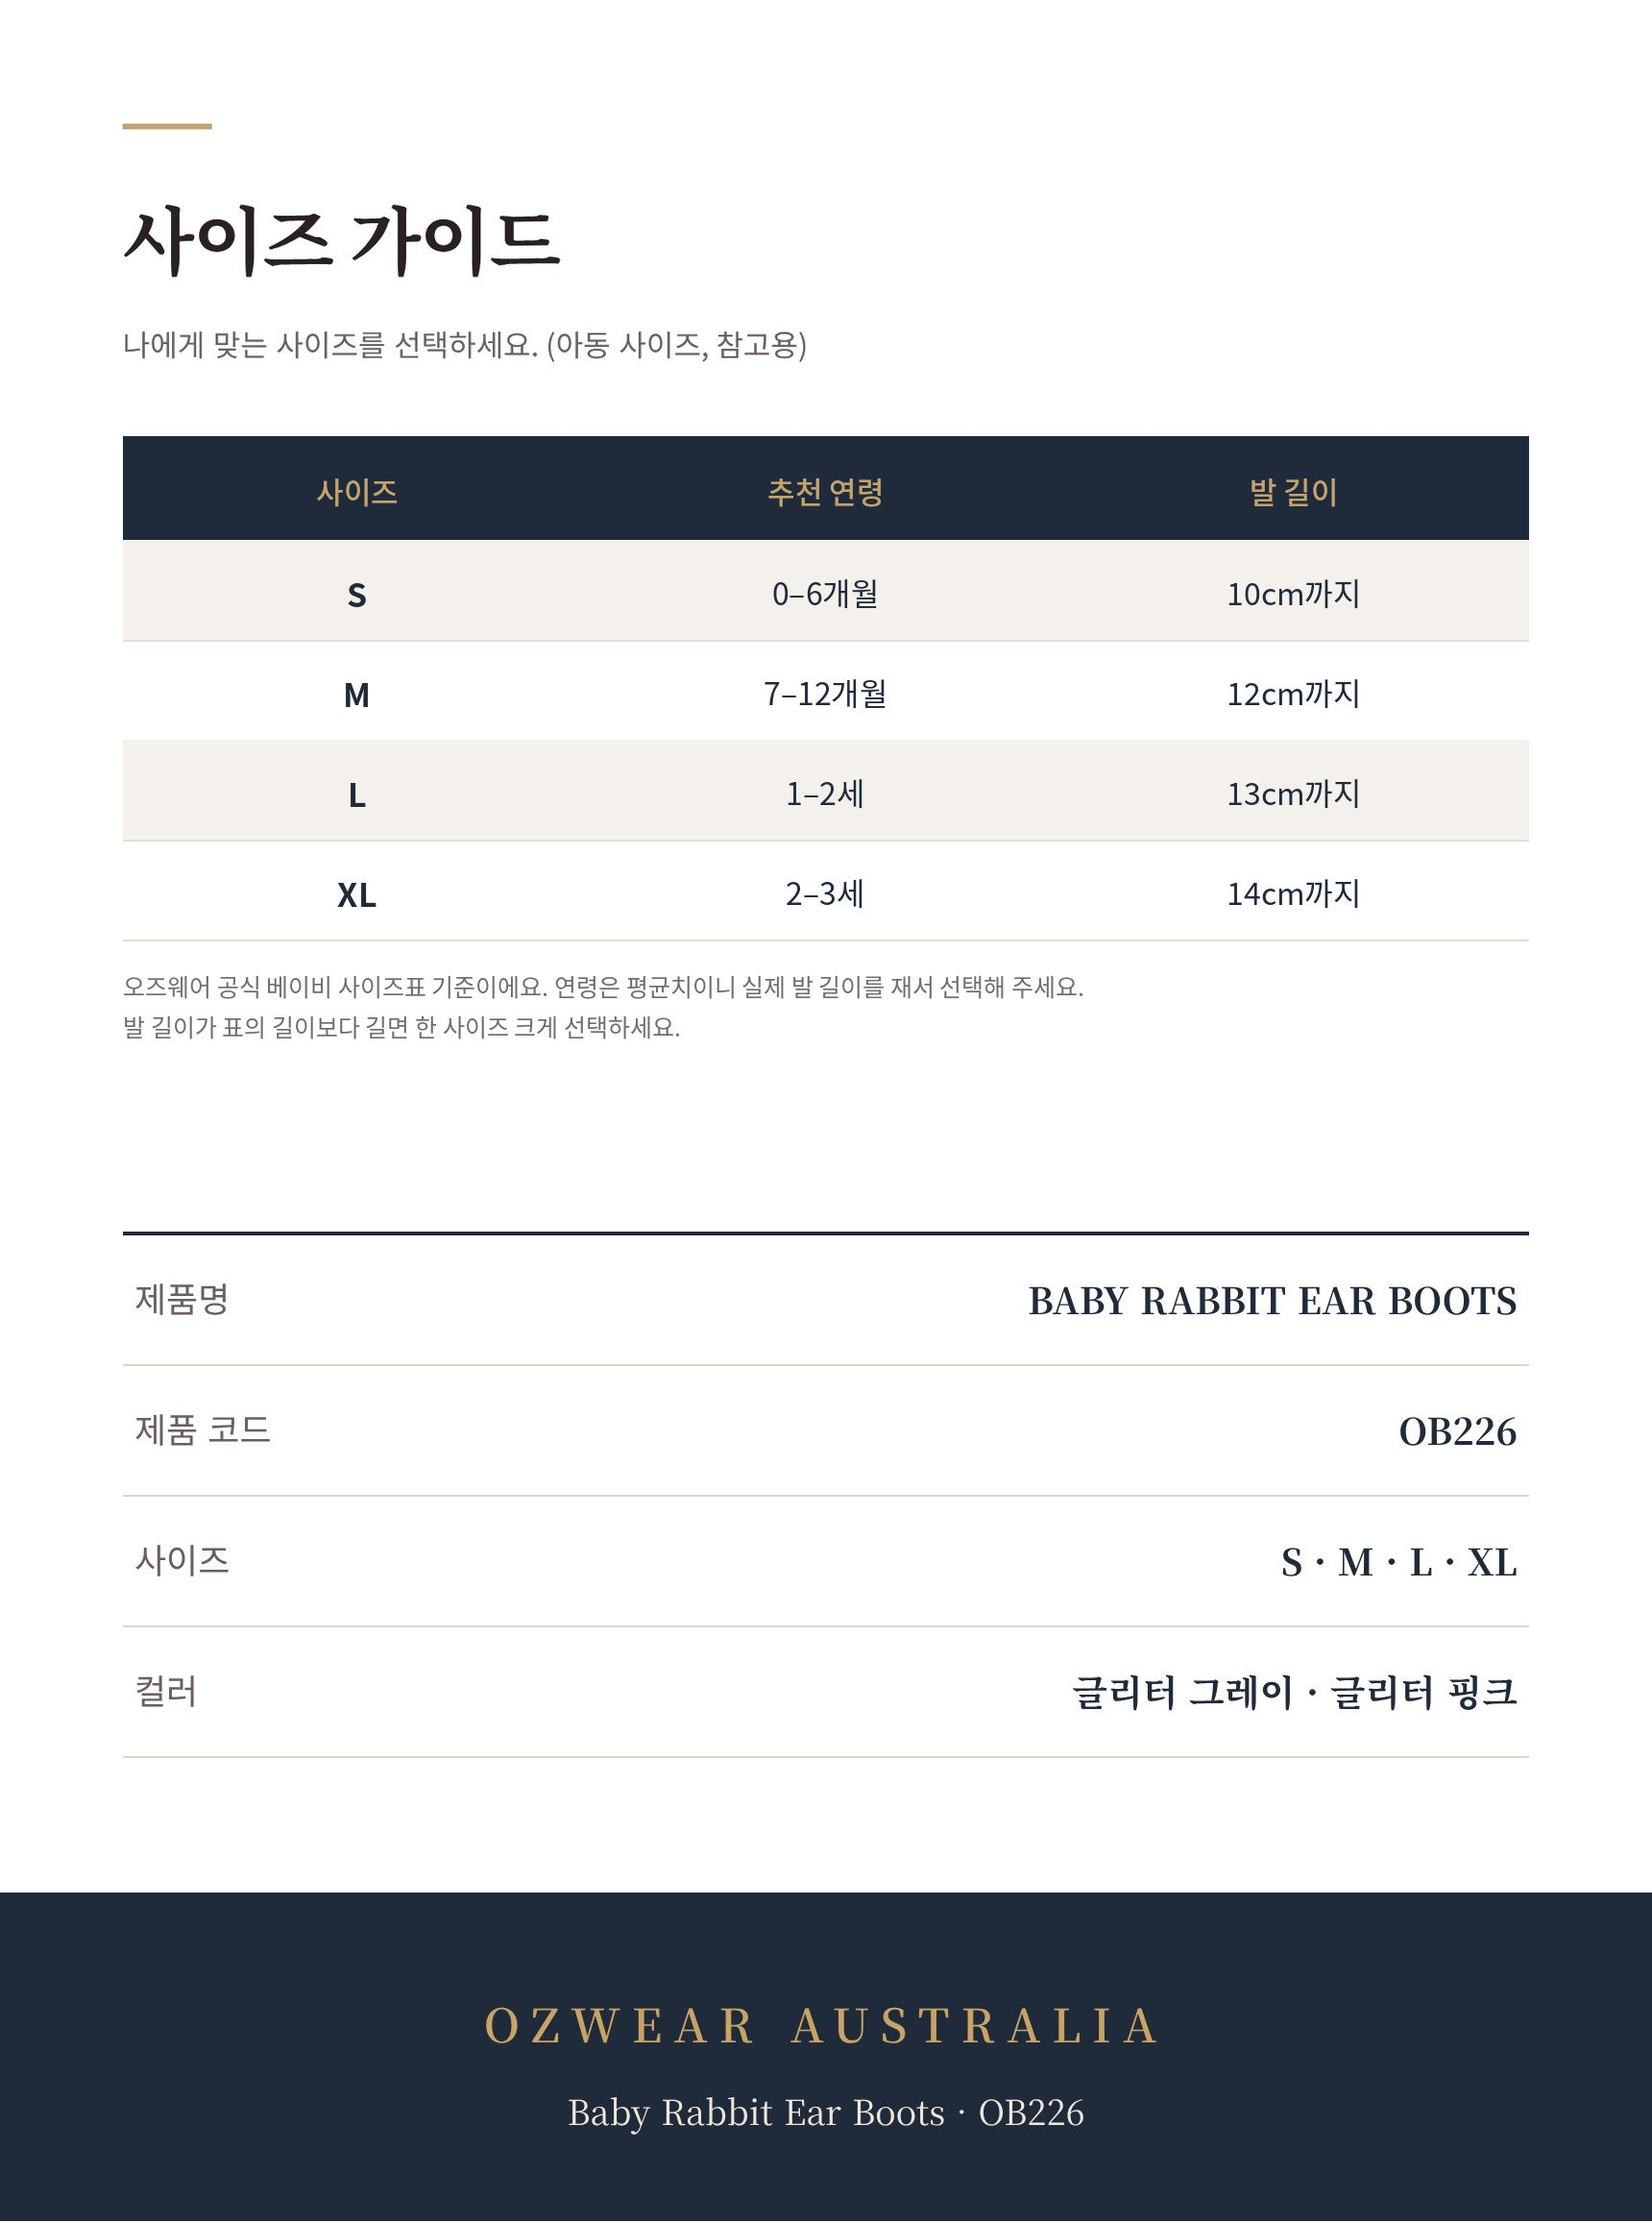 사이즈 가이드
나에게 맞는 사이즈를 선택하세요. (아동 사이즈, 참고용)
사이즈 추천 연령 발 길이
S 0–6개월 10cm까지
M 7–12개월 12cm까지
L 1–2세 13cm까지
XL 2–3세 14cm까지
오즈웨어 공식 베이비 사이즈표 기준이에요. 연령은 평균치이니 실제 발 길이를 재서 선택해 주세요.
발 길이가 표의 길이보다 길면 한 사이즈 크게 선택하세요.
제품명 BABY RABBIT EAR BOOTS
제품 코드 OB226
사이즈 S · M · L · XL
컬러 글리터 그레이 · 글리터 핑크
OZWEAR AUSTRALIA
Baby Rabbit Ear Boots · OB226